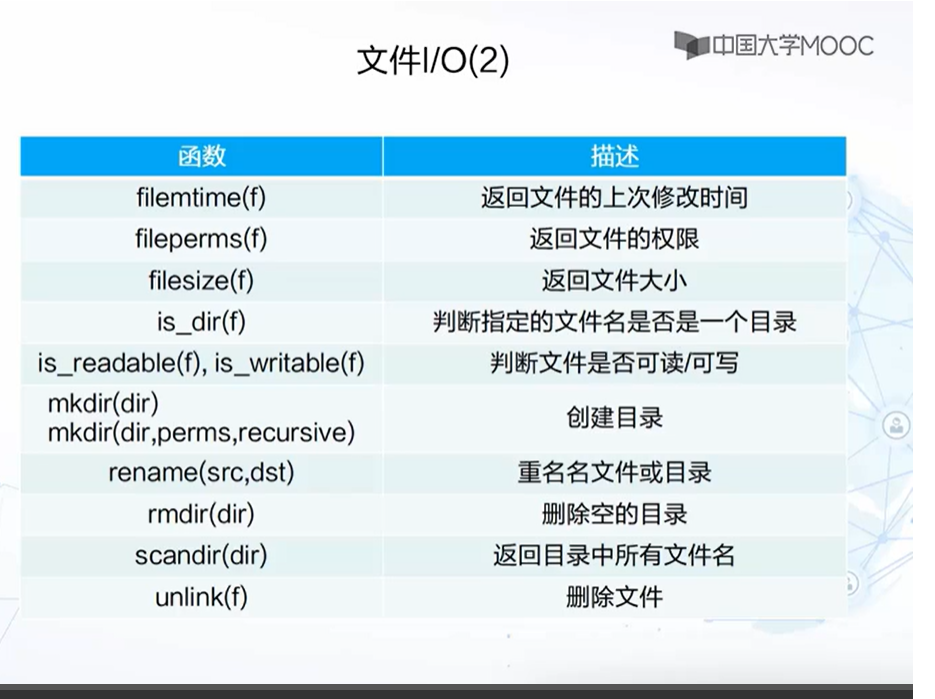 中国大学MOOC
文件I/O(2)
函数 描述
filemtime(f) 返回文件的上次修改时间
fileperms(f) 返回文件的权限
filesize(f) 返回文件大小
is_dir(f) 判断指定的文件名是否是一个目录
is_readable(f), is_writable(f) 判断文件是否可读/可写
mkdir(dir)
mkdir(dir,perms,recursive) 创建目录
rename(src,dst) 重名名文件或目录
rmdir(dir) 删除空的目录
scandir(dir) 返回目录中所有文件名
unlink(f) 删除文件